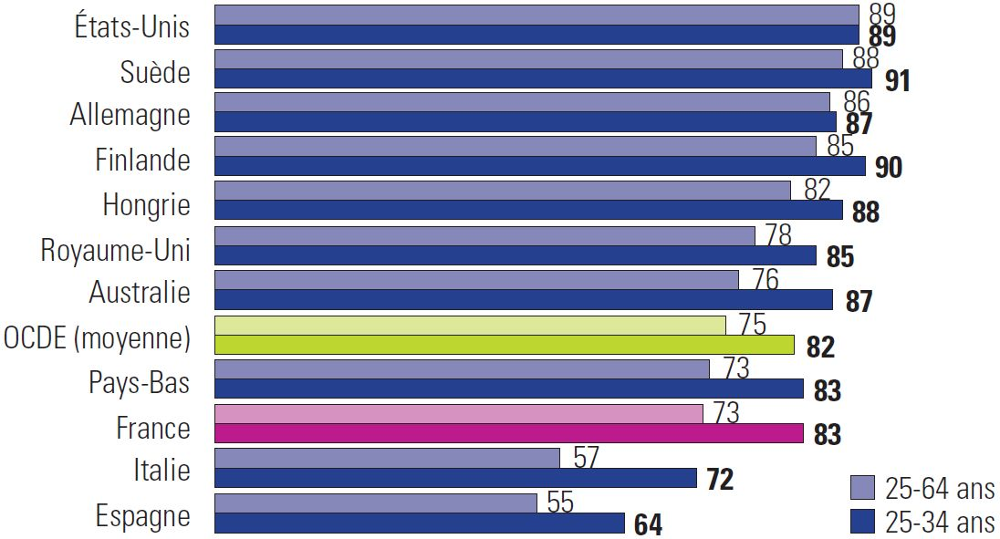 États-Unis 89
89
Suède 88
91
Allemagne 86
87
Finlande 85
90
Hongrie 82
88
Royaume-Uni 78
85
Australie 76
87
OCDE (moyenne) 75
82
Pays-Bas 73
83
France 73
83
Italie 57
72
Espagne 55
64
25-64 ans
25-34 ans